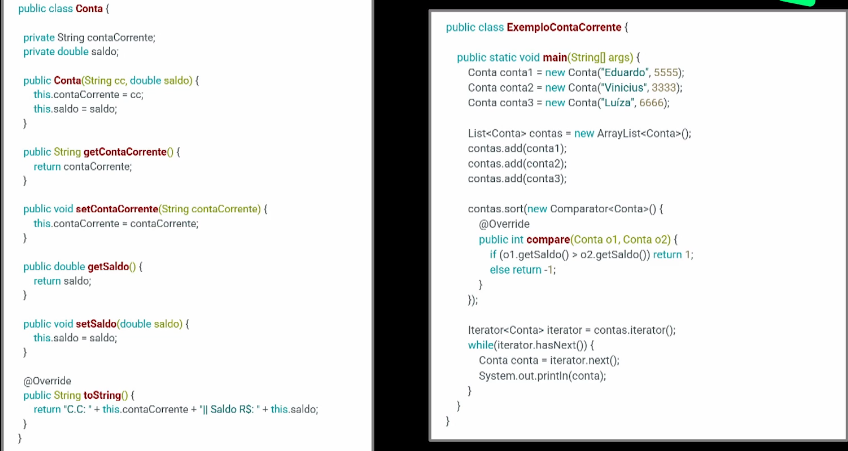 public class Conta {
private String contaCorrente;
private double saldo;
public Conta(String cc, double saldo) {
this.contaCorrente = cc;
this.saldo = saldo;
}
public String getContaCorrente() {
return contaCorrente;
}
public void setContaCorrente(String contaCorrente) {
this.contaCorrente = contaCorrente;
}
public double getSaldo() {
return saldo;
}
public void setSaldo(double saldo) {
this.saldo = saldo;
}
@Override
public String toString() {
return "C.C: " + this.contaCorrente + "|| Saldo R$: " + this.saldo;
}
}
public class ExemploContaCorrente {
public static void main(String[] args) {
Conta conta1 = new Conta("Eduardo", 5555);
Conta conta2 = new Conta("Vinicius", 3333);
Conta conta3 = new Conta("Luíza", 6666);
List<Conta> contas = new ArrayList<Conta>();
contas.add(conta1);
contas.add(conta2);
contas.add(conta3);
contas.sort(new Comparator<Conta>() {
@Override
public int compare(Conta o1, Conta o2) {
if (o1.getSaldo() > o2.getSaldo()) return 1;
else return -1;
}
});
Iterator<Conta> iterator = contas.iterator();
while(iterator.hasNext()) {
Conta conta = iterator.next();
System.out.println(conta);
}
}
}